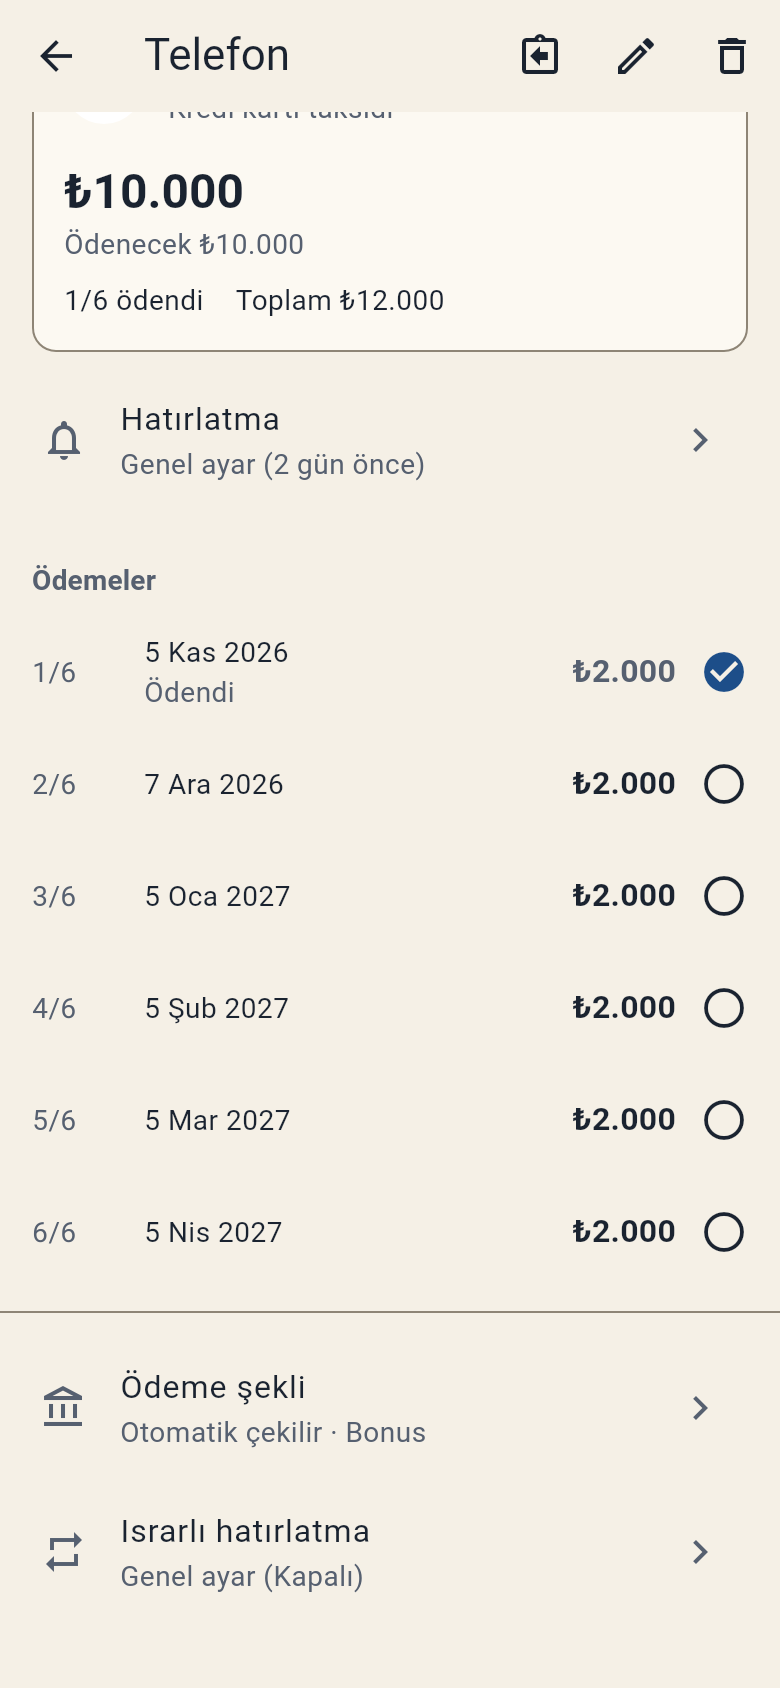 Telefon
Kredi kartı taksidi
₺10.000
Ödenecek ₺10.000
1/6 ödendi Toplam ₺12.000
Hatırlatma
Genel ayar (2 gün önce)
Ödemeler
1/6 5 Kas 2026 ₺2.000
Ödendi
2/6 7 Ara 2026 ₺2.000
3/6 5 Oca 2027 ₺2.000
4/6 5 Şub 2027 ₺2.000
5/6 5 Mar 2027 ₺2.000
6/6 5 Nis 2027 ₺2.000
Ödeme şekli
Otomatik çekilir · Bonus
Israrlı hatırlatma
Genel ayar (Kapalı)